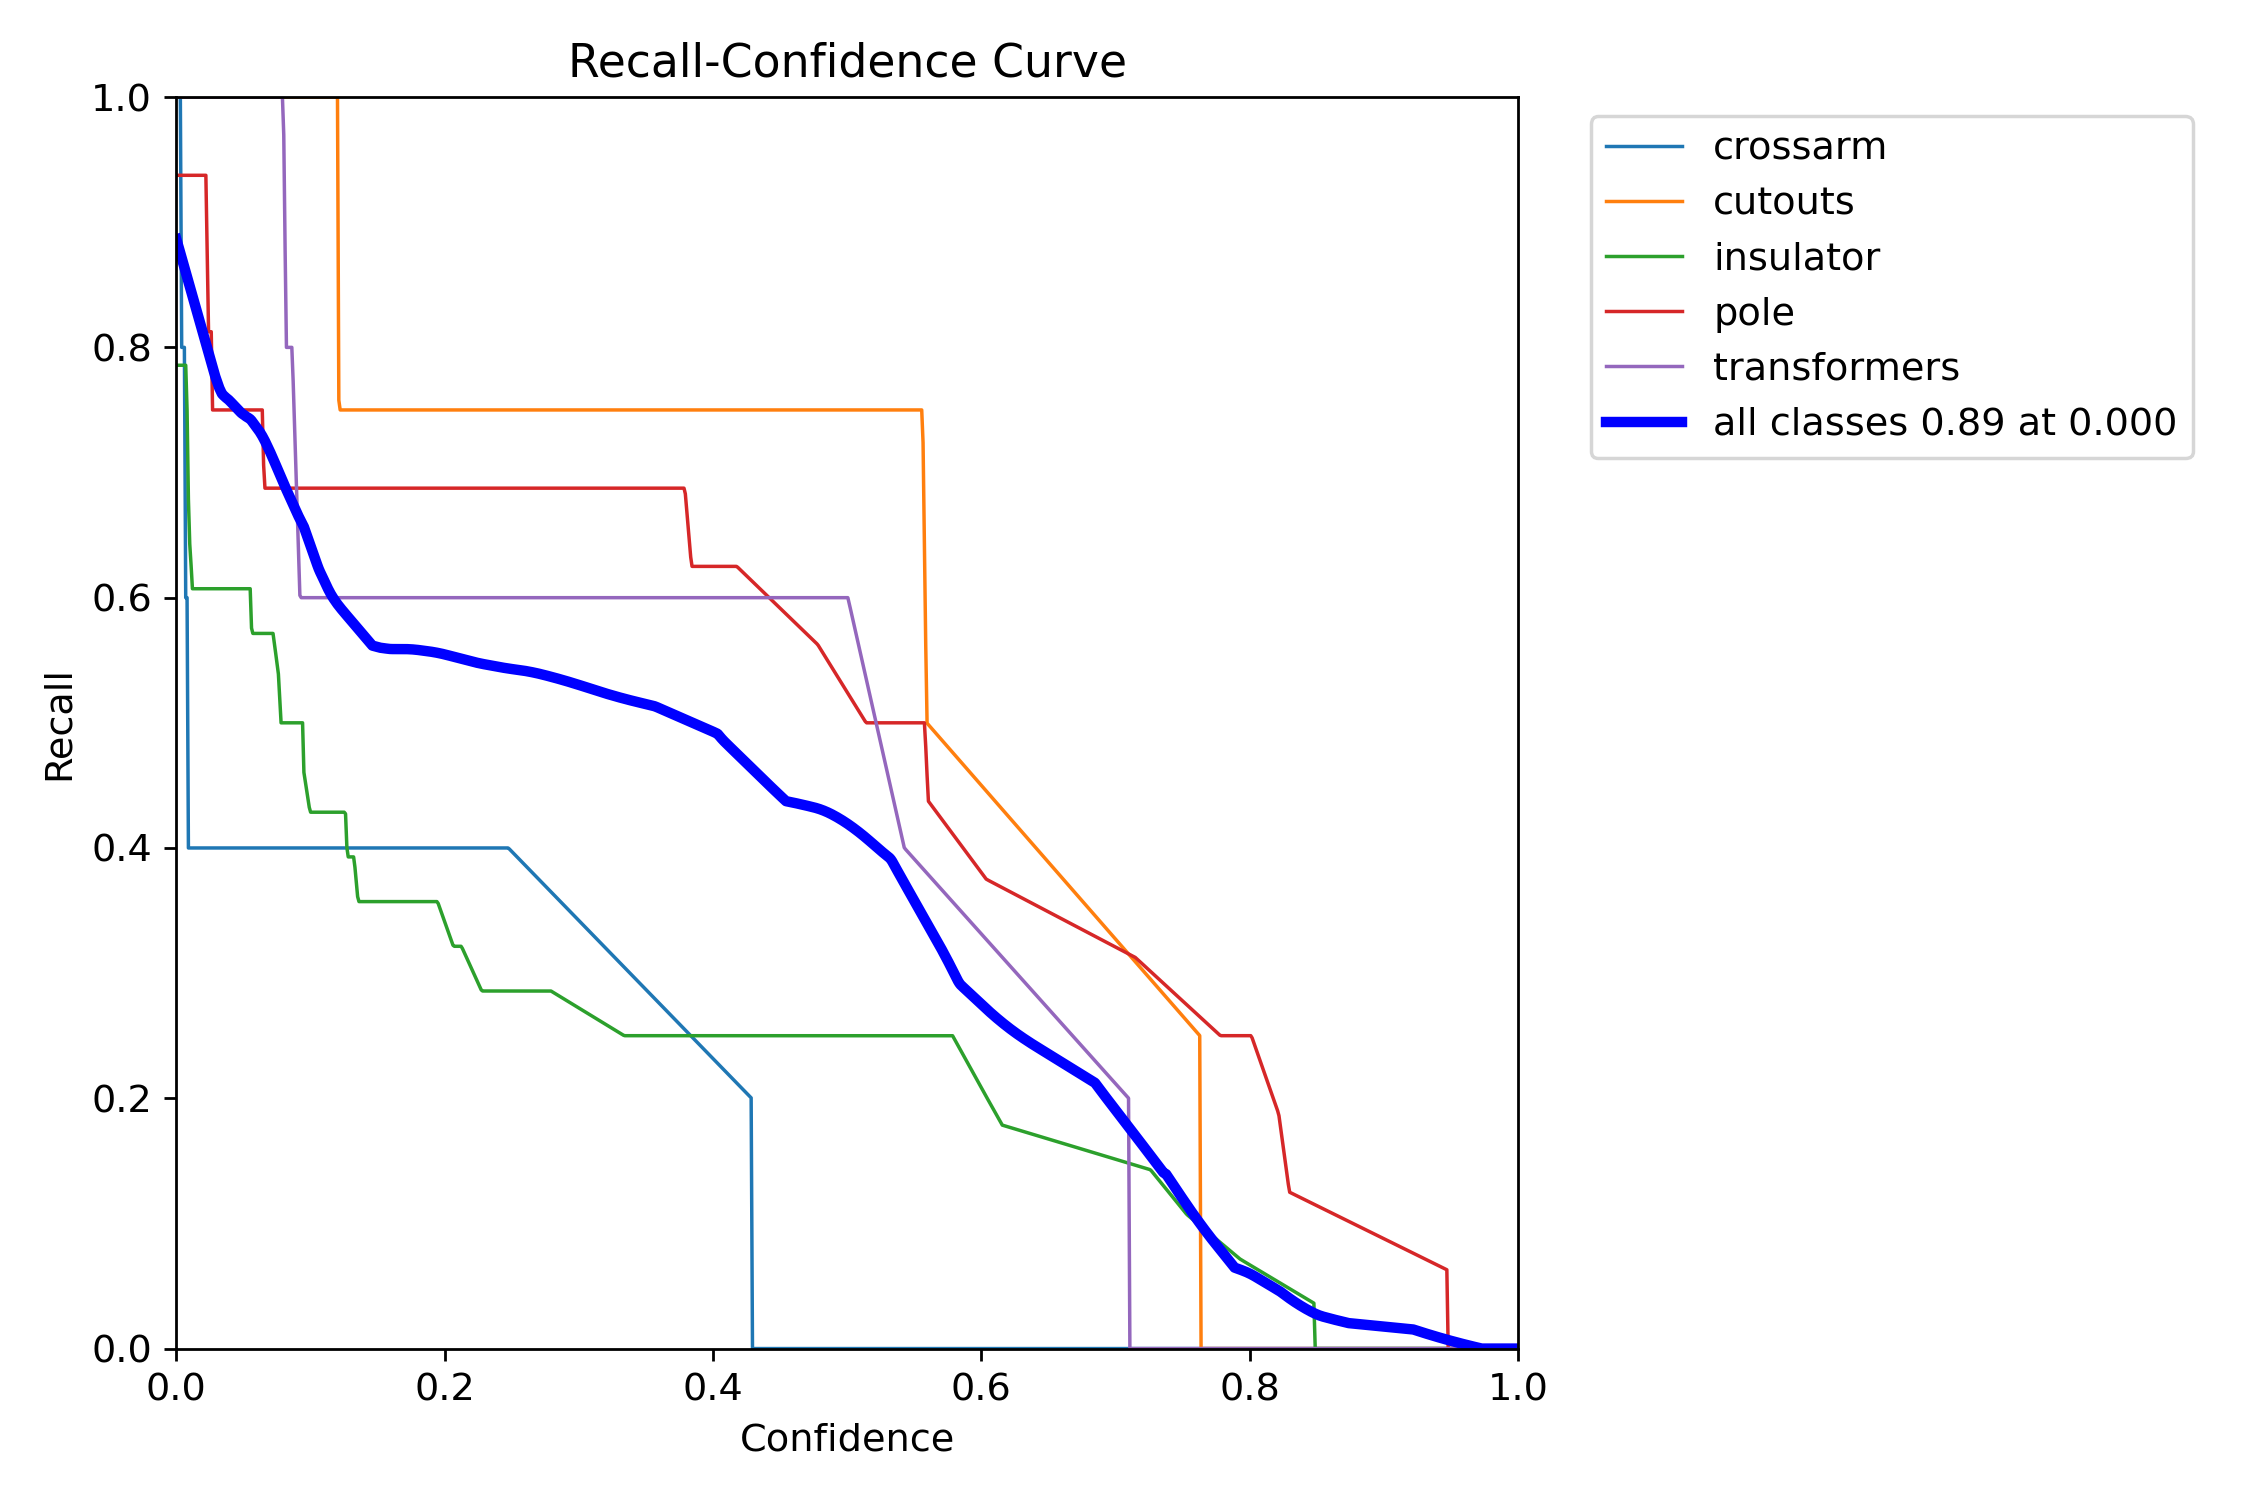 Recall-Confidence Curve
1.0
0.8
0.6
0.4
0.2
0.0
Recall
0.0 0.2 0.4 0.6 0.8 1.0
Confidence
crossarm
cutouts
insulator
pole
transformers
all classes 0.89 at 0.000